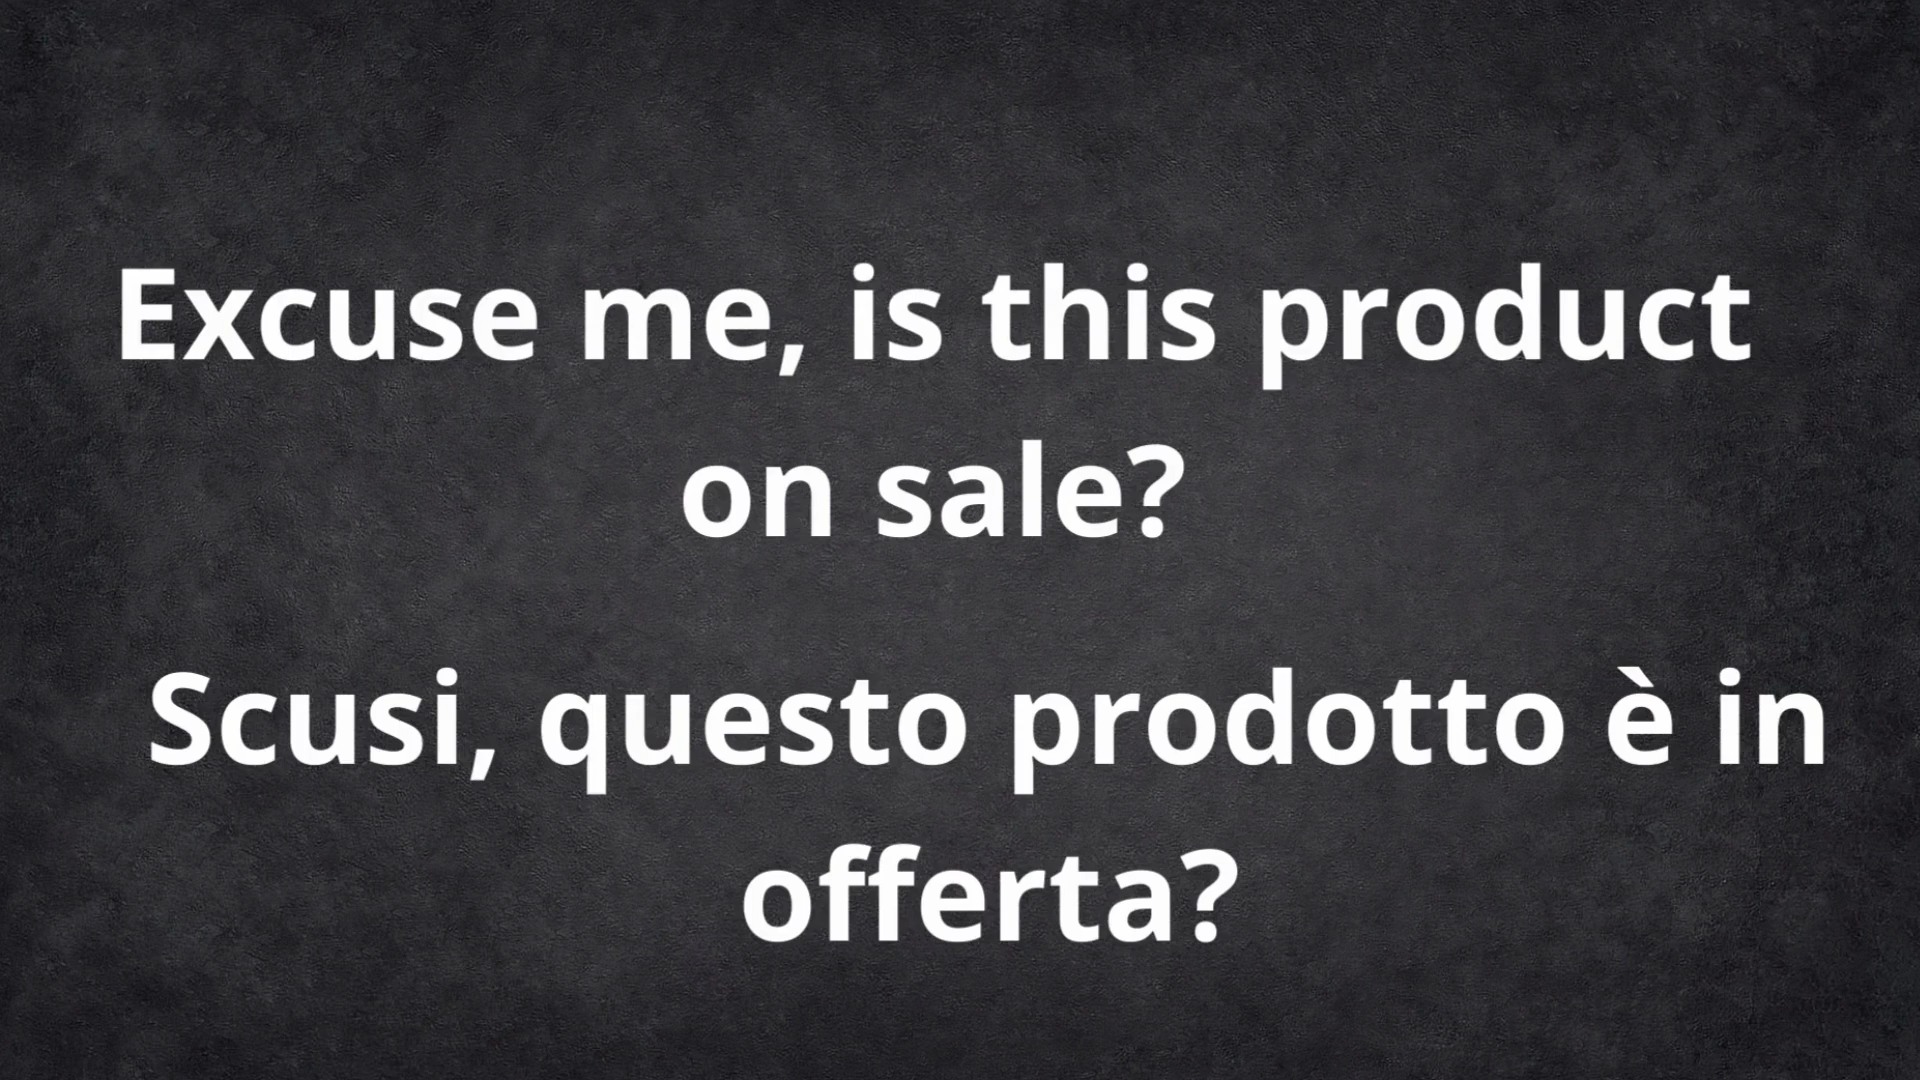 Excuse me, is this product
on sale?
Scusi, questo prodotto è in
offerta?